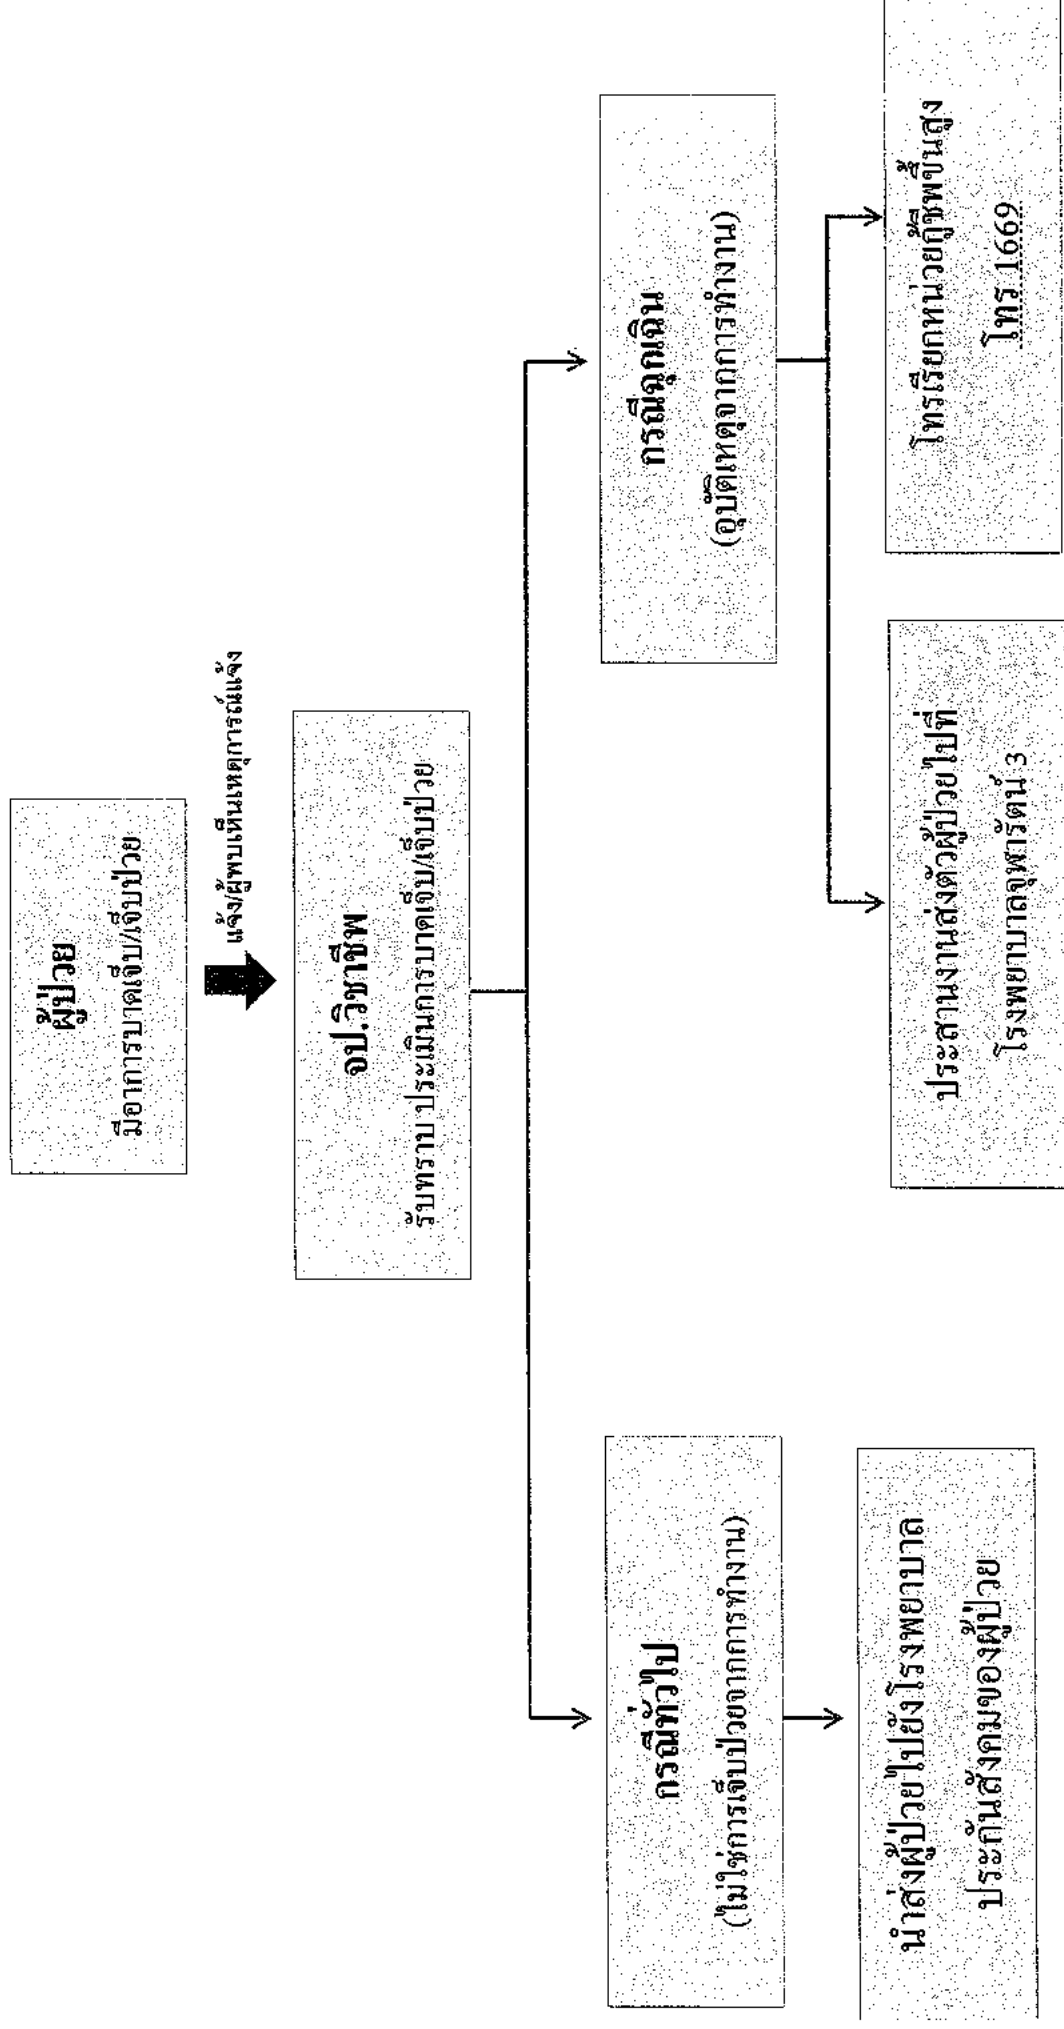 ผู้ป่วย
มีอาการบาดเจ็บ/เจ็บป่วย
แจ้ง/ผู้พบเห็นเหตุการณ์แจ้ง
จป.วิชาชีพ
รับทราบ ประเมินการบาดเจ็บ/เจ็บป่วย
กรณีทั่วไป
(ไม่ใช่การเจ็บป่วยจากการทำงาน)
นำส่งผู้ป่วยไปยังโรงพยาบาล
ประกันสังคมของผู้ป่วย
กรณีฉุกเฉิน
(อุบัติเหตุจากการทำงาน)
ประสานงานส่งตัวผู้ป่วยไปที่
โรงพยาบาลจุฬารัตน์ 3
โทรเรียกหน่วยกู้ชีพขั้นสูง
โทร 1669